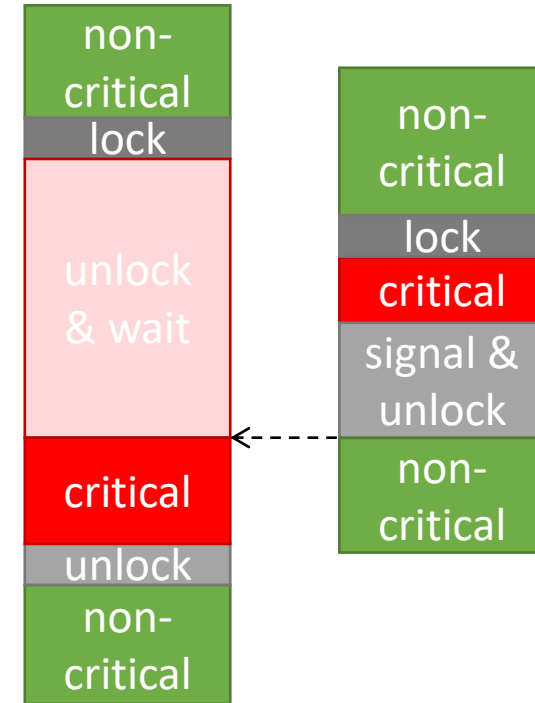 non-
critical
lock
unlock
& wait
critical
unlock
non-
critical
non-
critical
lock
critical
signal &
unlock
non-
critical